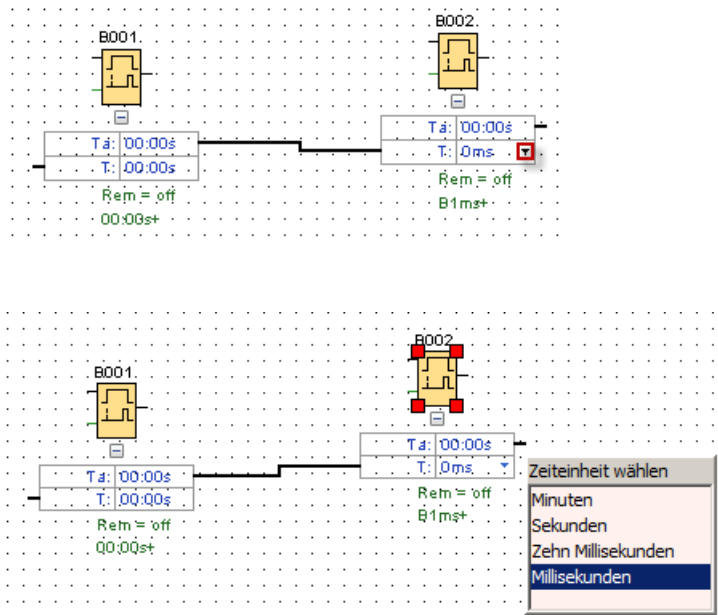 B002
B001
Ta: 00:00s
T: 0ms
Ta: 00:00s
T: 00:00s
Rem = off
B1ms+
Rem = off
00:00s+
B002
B001
Ta: 00:00s
T: 0ms
Zeiteinheit wählen
Ta: 00:00s
T: 00:00s
Rem = off
B1ms+
Minuten
Sekunden
Zehn Millisekunden
Millisekunden
Rem = off
00:00s+